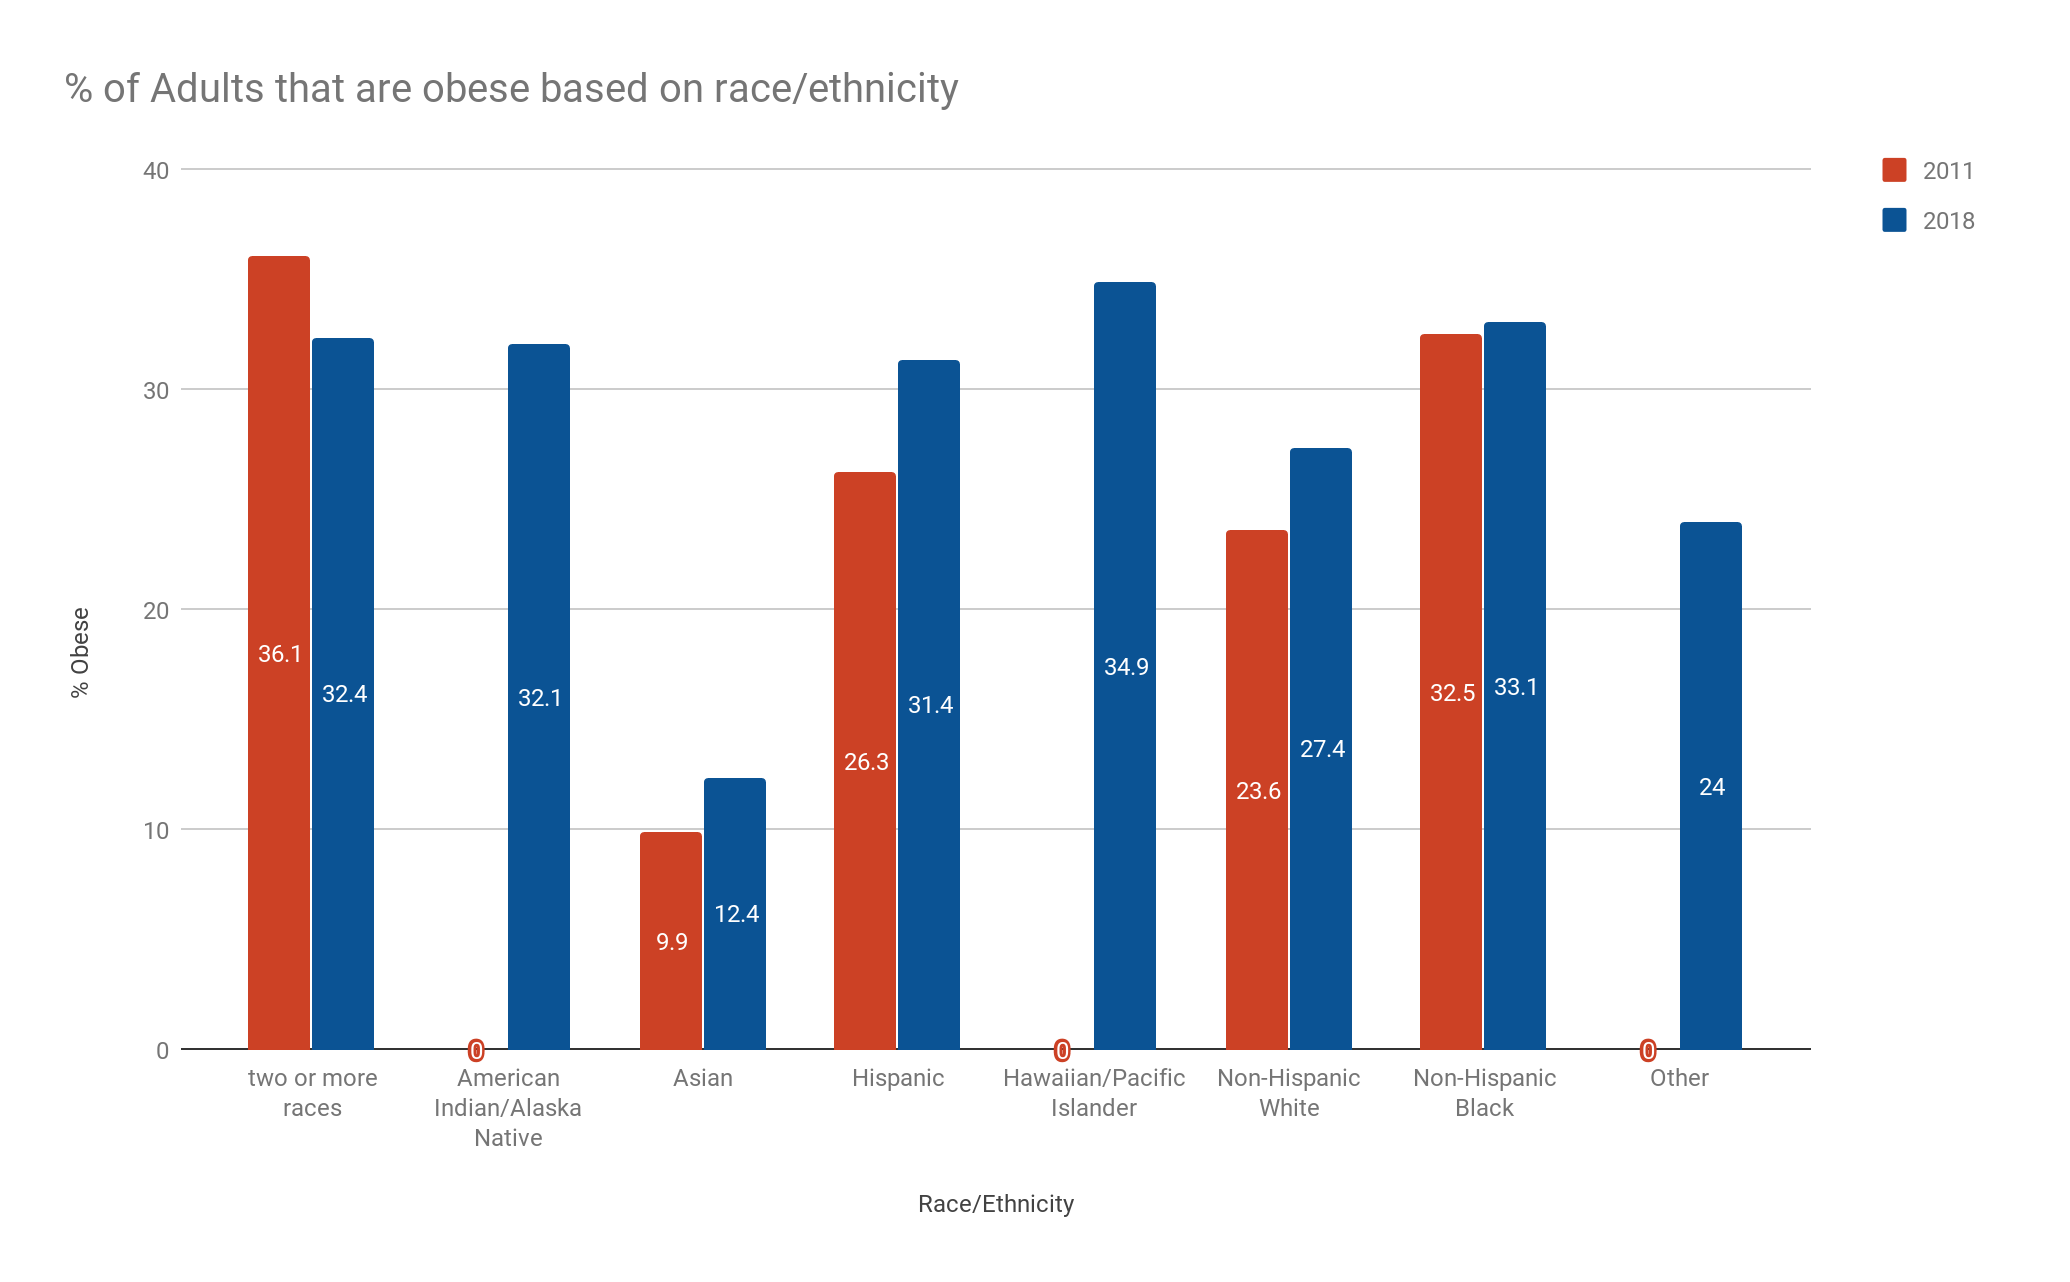 % of Adults that are obese based on race/ethnicity
40
30
20
10
0
% Obese
2011
2018
36.1
32.4
0
32.1
9.9
12.4
26.3
31.4
0
34.9
23.6
27.4
32.5
33.1
0
24
two or more
races
American
Indian/Alaska
Native
Asian
Hispanic
Hawaiian/Pacific
Islander
Non-Hispanic
White
Non-Hispanic
Black
Other
Race/Ethnicity